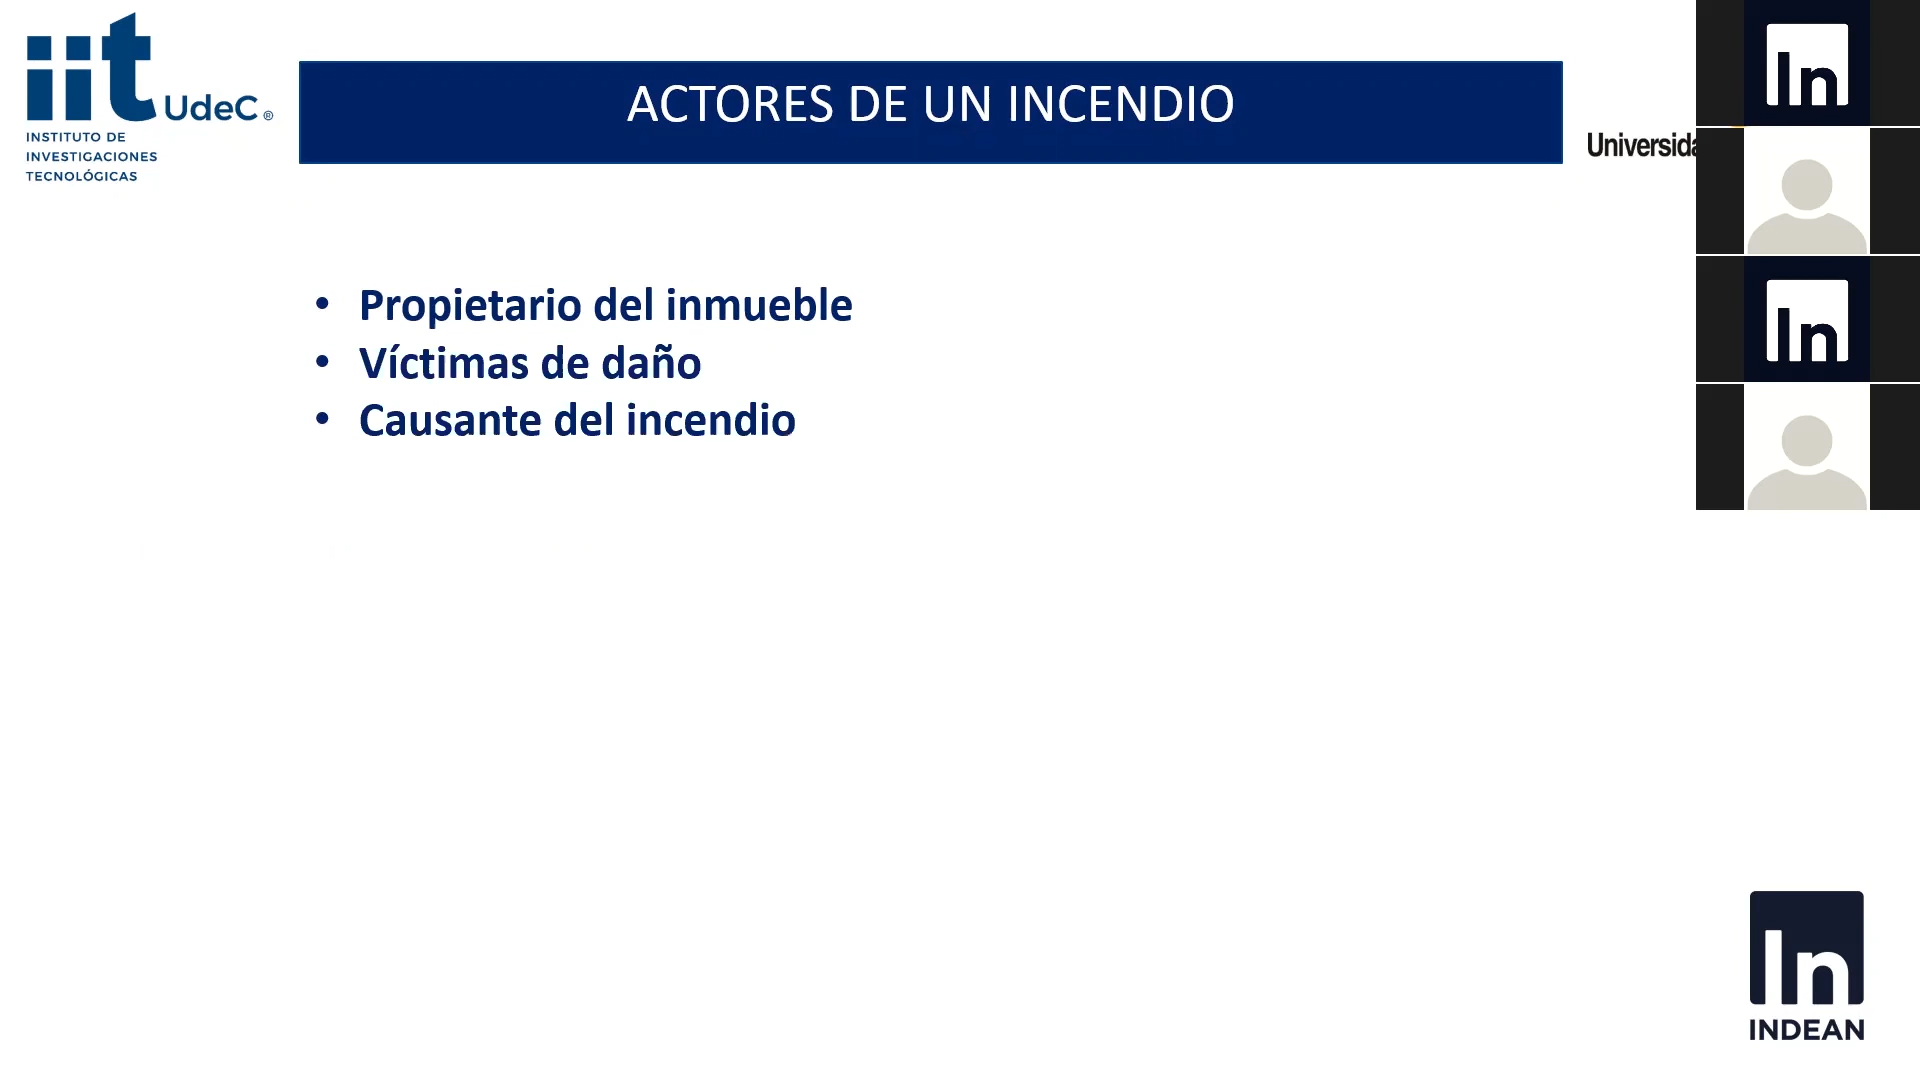 iit UdeC ®
INSTITUTO DE
INVESTIGACIONES
TECNOLÓGICAS
ACTORES DE UN INCENDIO
In
In
• Propietario del inmueble
• Víctimas de daño
• Causante del incendio
In
INDEAN